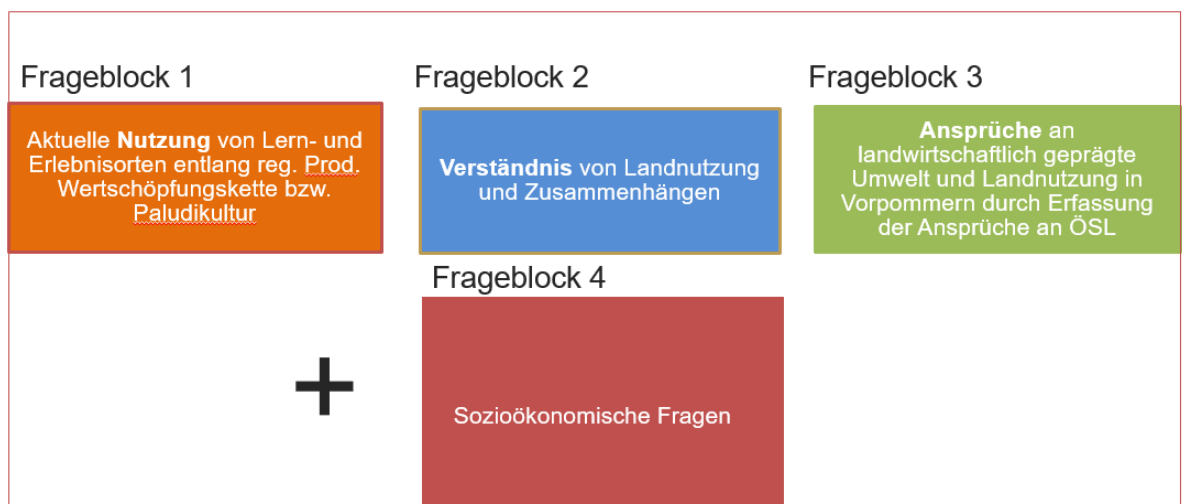 Frageblock 1
Aktuelle Nutzung von Lern- und
Erlebnisorten entlang reg. Prod.
Wertschöpfungskette bzw.
Paludikultur
Frageblock 2
Verständnis von Landnutzung
und Zusammenhängen
Frageblock 3
Ansprüche an
landwirtschaftlich geprägte
Umwelt und Landnutzung in
Vorpommern durch Erfassung
der Ansprüche an ÖSL
Frageblock 4
+
Sozioökonomische Fragen